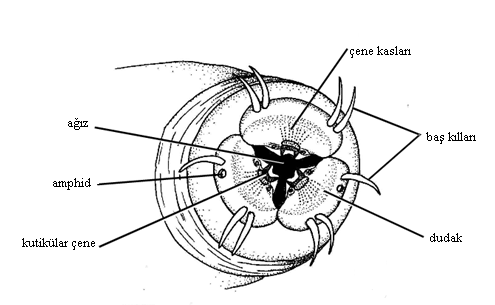 çene kasları
ağız
baş kılları
amphid
kutikülar çene
dudak